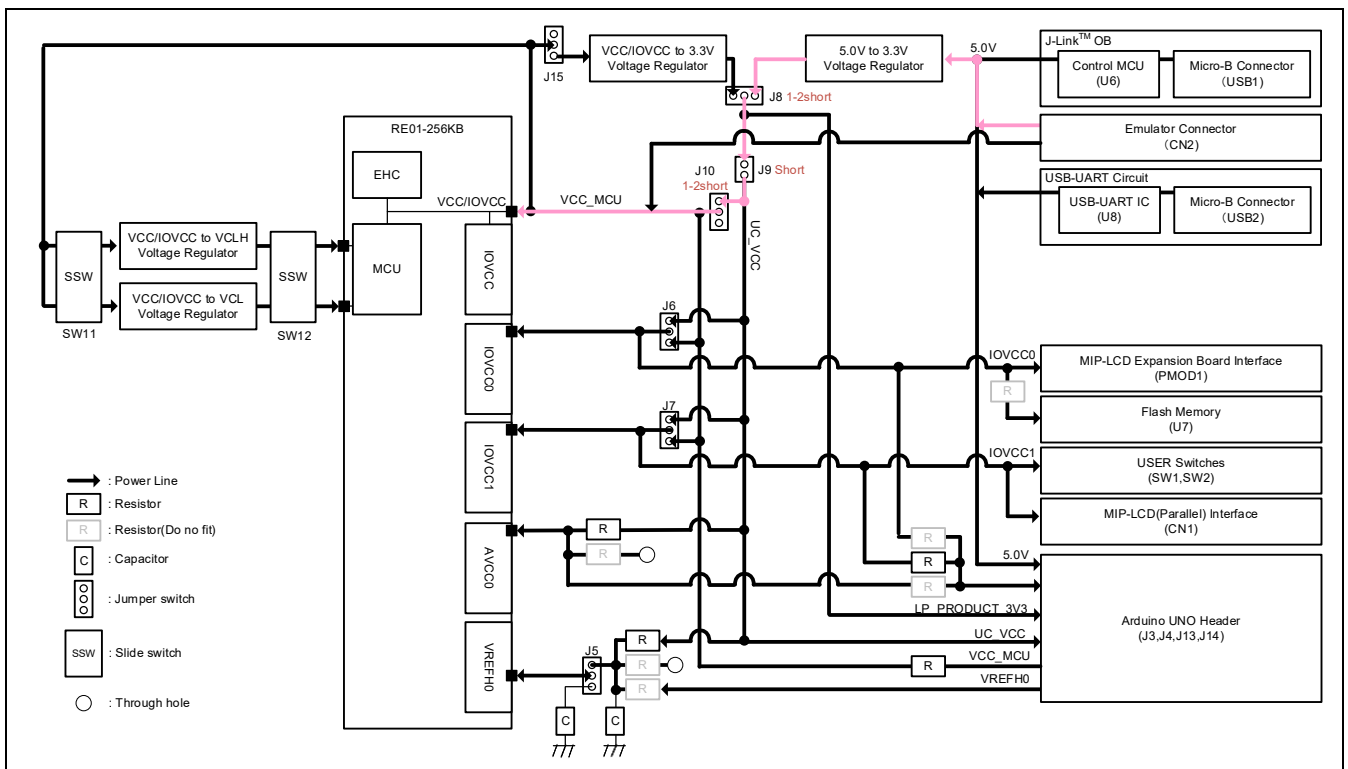 J-Link™ OB
Control MCU
(U6)
Micro-B Connector
(USB1)
5.0V
VCC/IOVCC to 3.3V
Voltage Regulator
5.0V to 3.3V
Voltage Regulator
J15
J8 1-2short
Emulator Connector
(CN2)
RE01-256KB
EHC
J10
1-2short
J9 Short
USB-UART Circuit
USB-UART IC
(U8)
Micro-B Connector
(USB2)
VCC/IOVCC
VCC_MCU
UC_VCC
SSW
SW11
VCC/IOVCC to VCLH
Voltage Regulator
VCC/IOVCC to VCL
Voltage Regulator
SSW
SW12
MCU
IOVCC
J6
IOVCC0
IOVCC0
MIP-LCD Expansion Board Interface
(PMOD1)
R
Flash Memory
(U7)
J7
IOVCC1
IOVCC1
USER Switches
(SW1,SW2)
MIP-LCD(Parallel) Interface
(CN1)
: Power Line
R
: Resistor
R
: Resistor(Do no fit)
C
: Capacitor
: Jumper switch
SSW
: Slide switch
: Through hole
AVCC0
R
R
R
R
R
5.0V
LP_PRODUCT_3V3
UC_VCC
VCC_MCU
VREFH0
Arduino UNO Header
(J3,J4,J13,J14)
VREFH0
J5
R
R
R
R
C
C